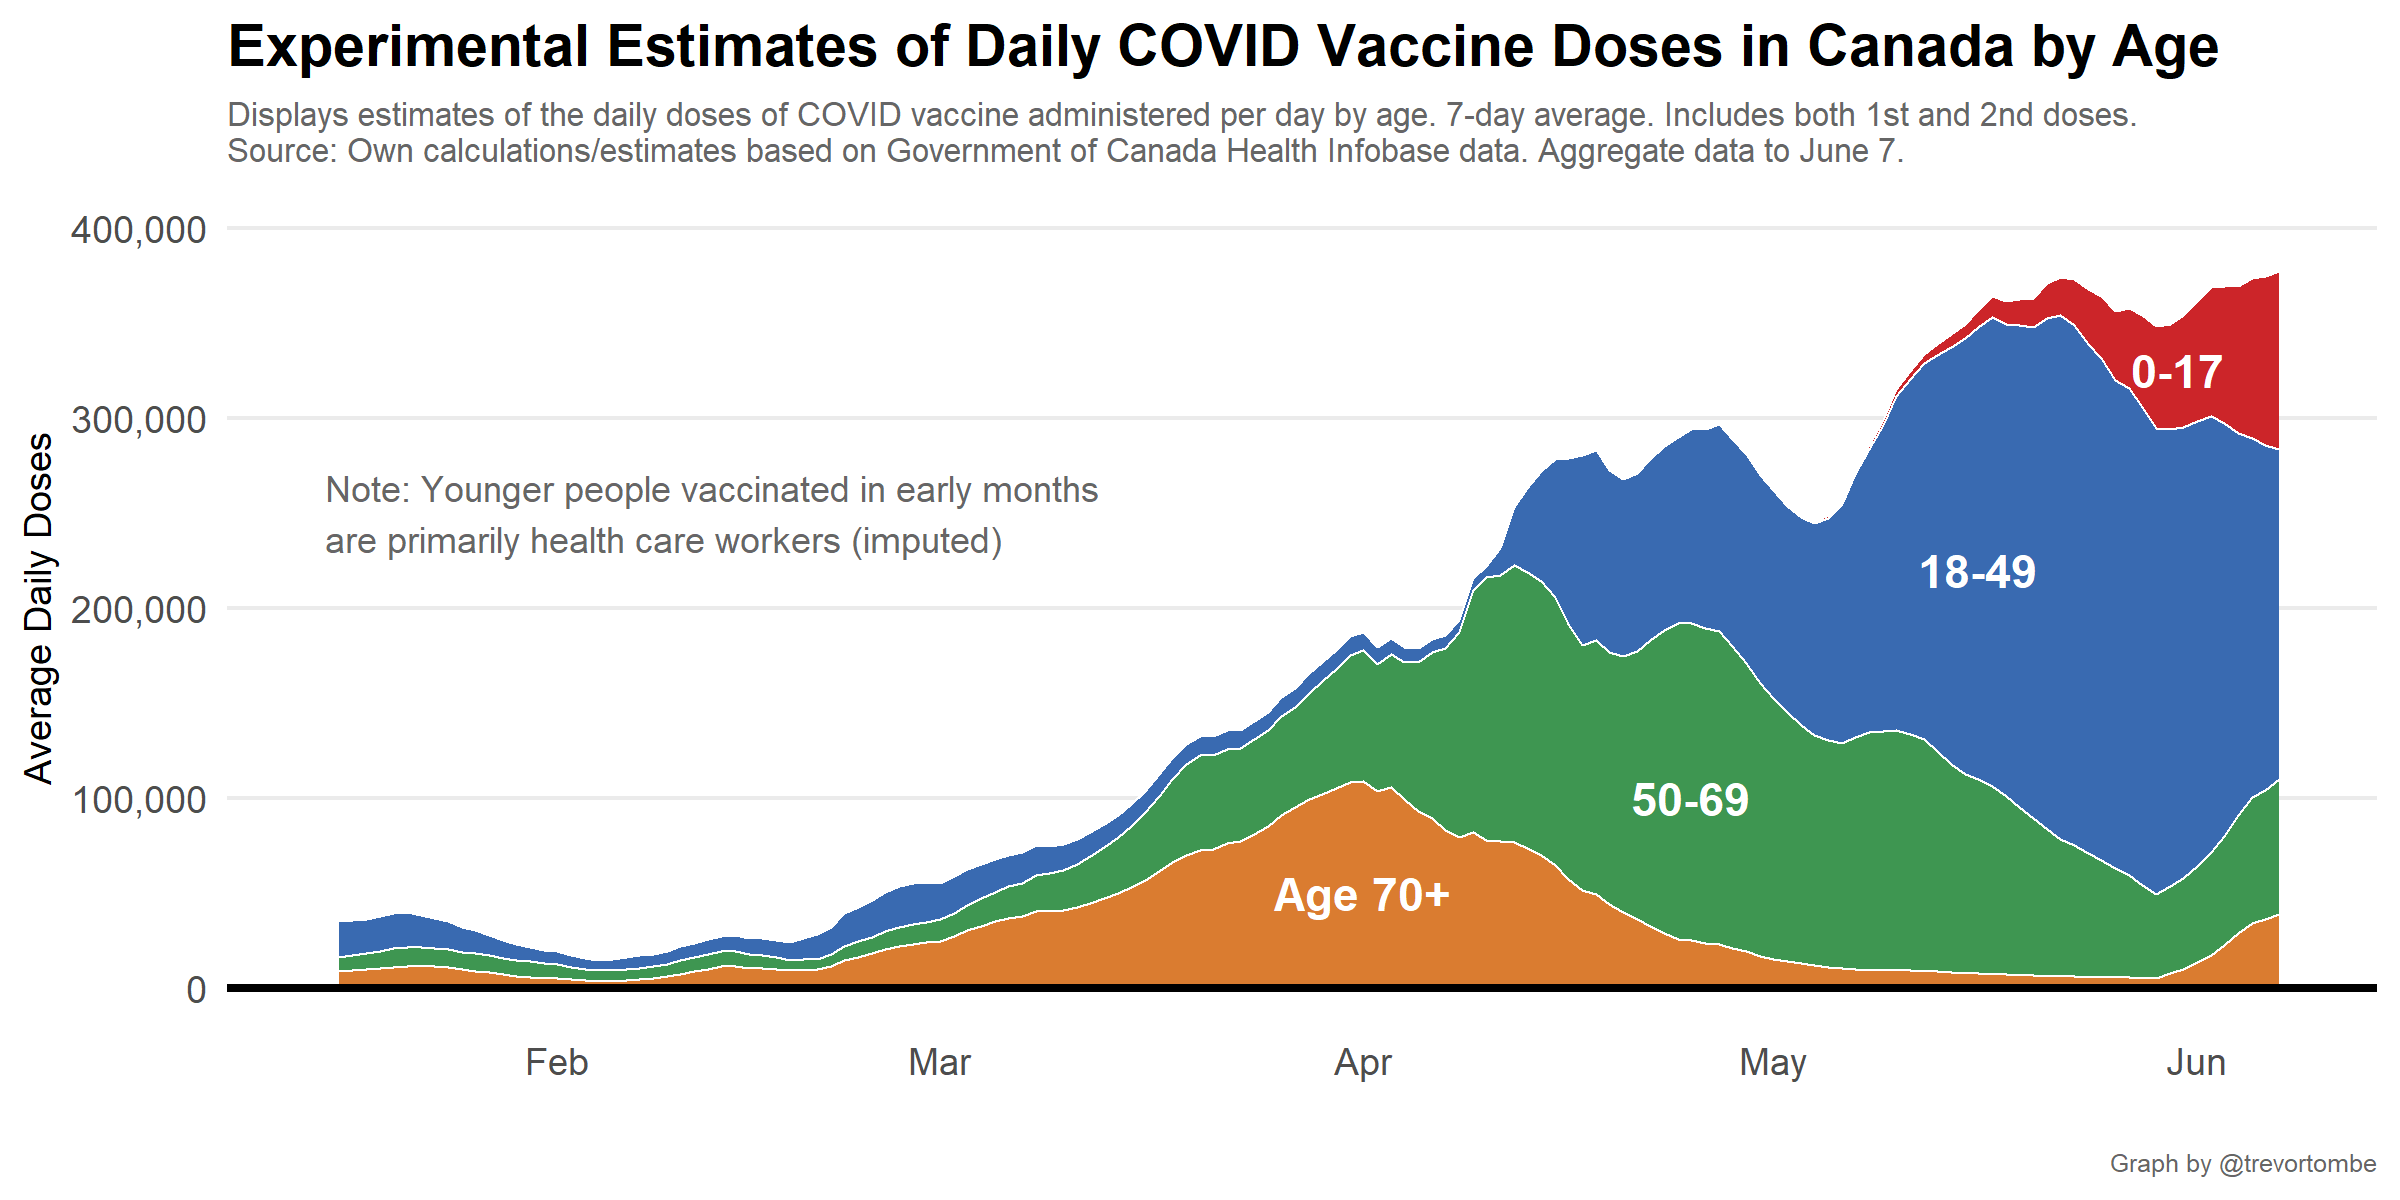 Experimental Estimates of Daily COVID Vaccine Doses in Canada by Age
Displays estimates of the daily doses of COVID vaccine administered per day by age. 7-day average. Includes both 1st and 2nd doses.
Source: Own calculations/estimates based on Government of Canada Health Infobase data. Aggregate data to June 7.
Average Daily Doses
400,000
300,000
200,000
100,000
0
Note: Younger people vaccinated in early months
are primarily health care workers (imputed)
0-17
18-49
50-69
Age 70+
Feb
Mar
Apr
May
Jun
Graph by @trevortombe